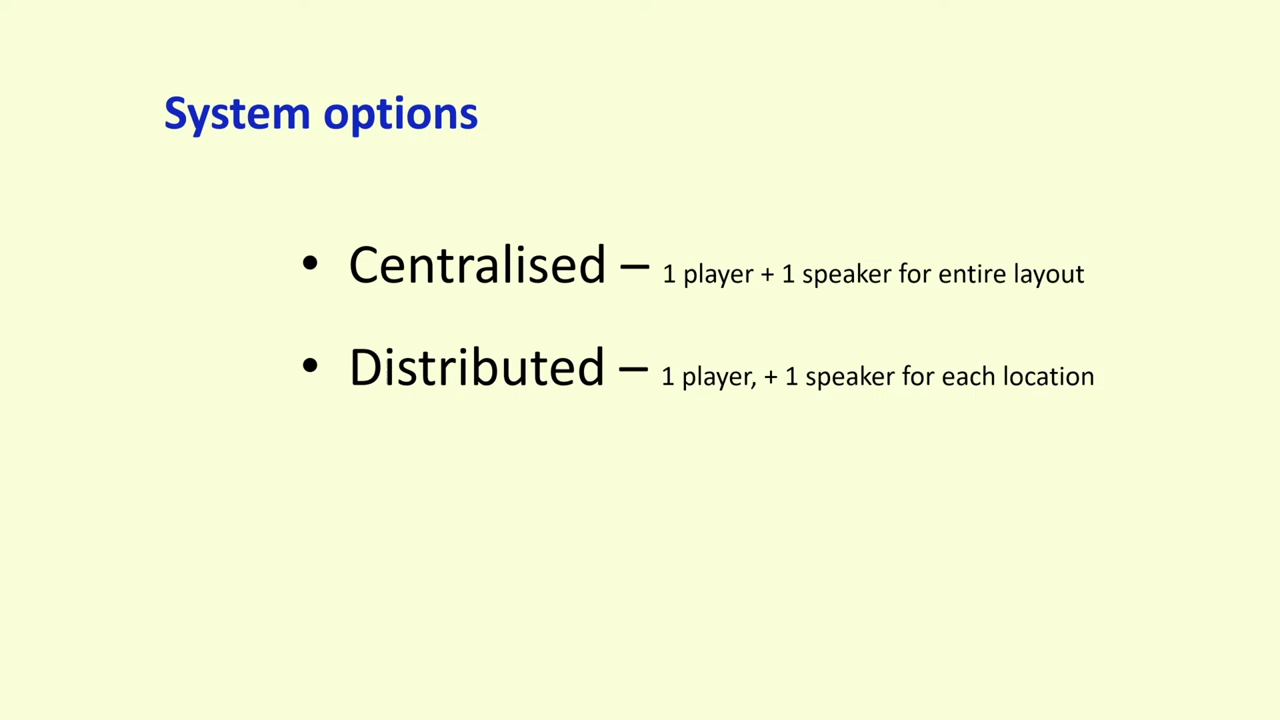 System options
• Centralised – 1 player + 1 speaker for entire layout
• Distributed – 1 player, + 1 speaker for each location